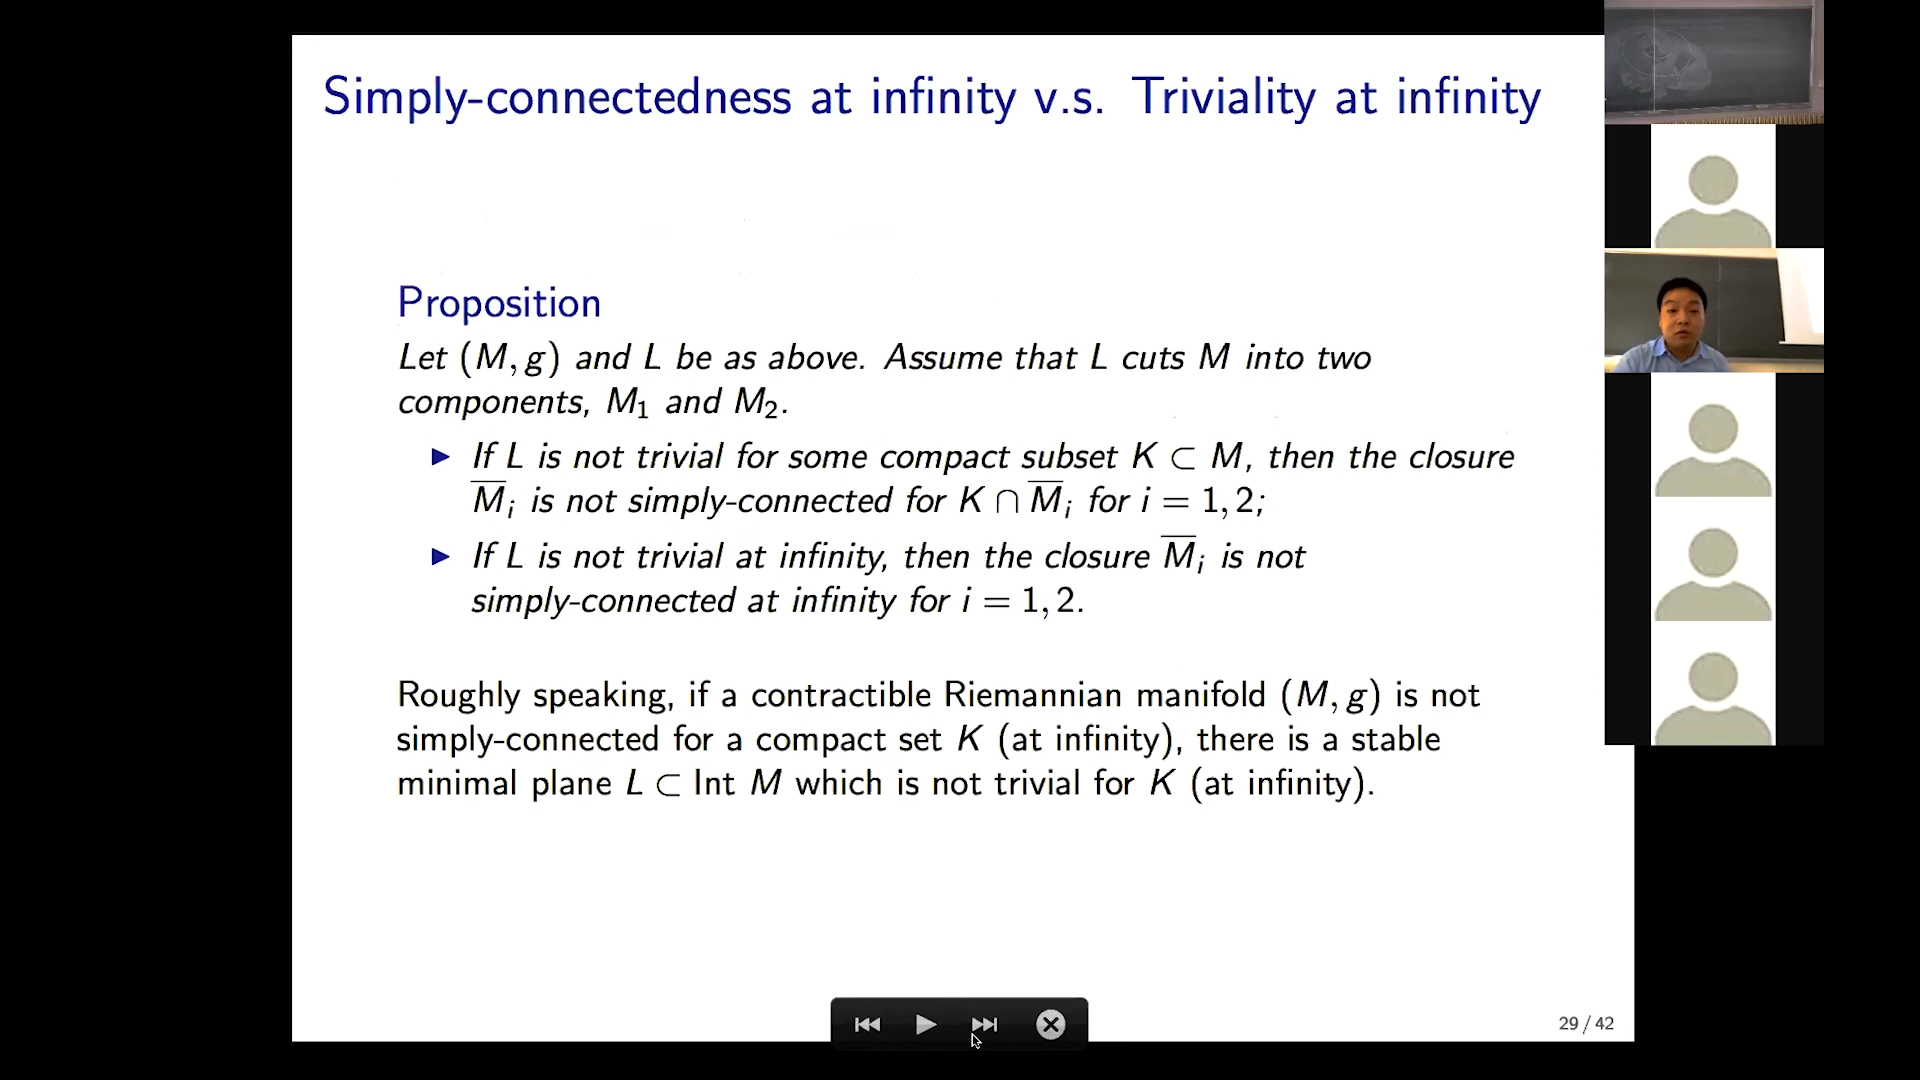 Simply-connectedness at infinity v.s. Triviality at infinity
Proposition
Let (M, g) and L be as above. Assume that L cuts M into two
components, M₁ and M₂.
▶ If L is not trivial for some compact subset K ⊂ M, then the closure
M̅ᵢ is not simply-connected for K ∩ M̅ᵢ for i = 1, 2;
▶ If L is not trivial at infinity, then the closure M̅ᵢ is not
simply-connected at infinity for i = 1, 2.
Roughly speaking, if a contractible Riemannian manifold (M, g) is not
simply-connected for a compact set K (at infinity), there is a stable
minimal plane L ⊂ Int M which is not trivial for K (at infinity).
29 / 42